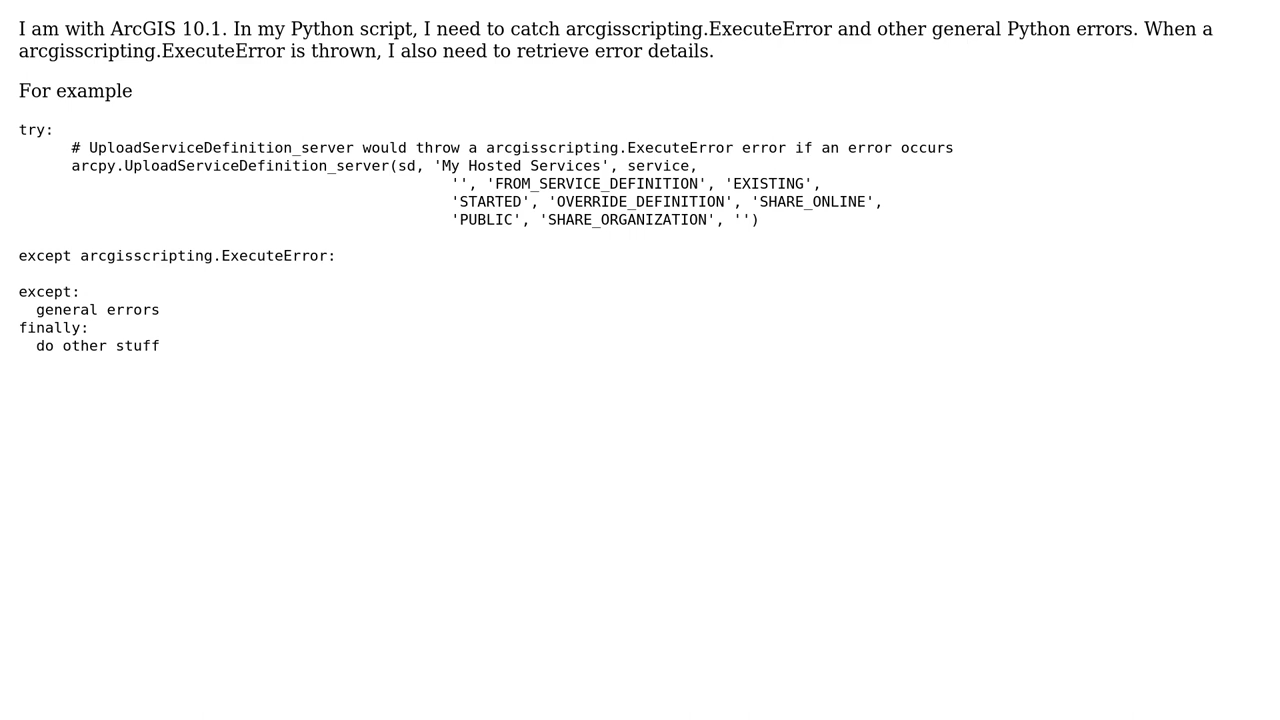 I am with ArcGIS 10.1. In my Python script, I need to catch arcgisscripting.ExecuteError and other general Python errors. When a
arcgisscripting.ExecuteError is thrown, I also need to retrieve error details.
For example
try:
      # UploadServiceDefinition_server would throw a arcgisscripting.ExecuteError error if an error occurs
      arcpy.UploadServiceDefinition_server(sd, 'My Hosted Services', service,
                                                 '', 'FROM_SERVICE_DEFINITION', 'EXISTING',
                                                 'STARTED', 'OVERRIDE_DEFINITION', 'SHARE_ONLINE',
                                                 'PUBLIC', 'SHARE_ORGANIZATION', '')
except arcgisscripting.ExecuteError:
except:
  general errors
finally:
  do other stuff